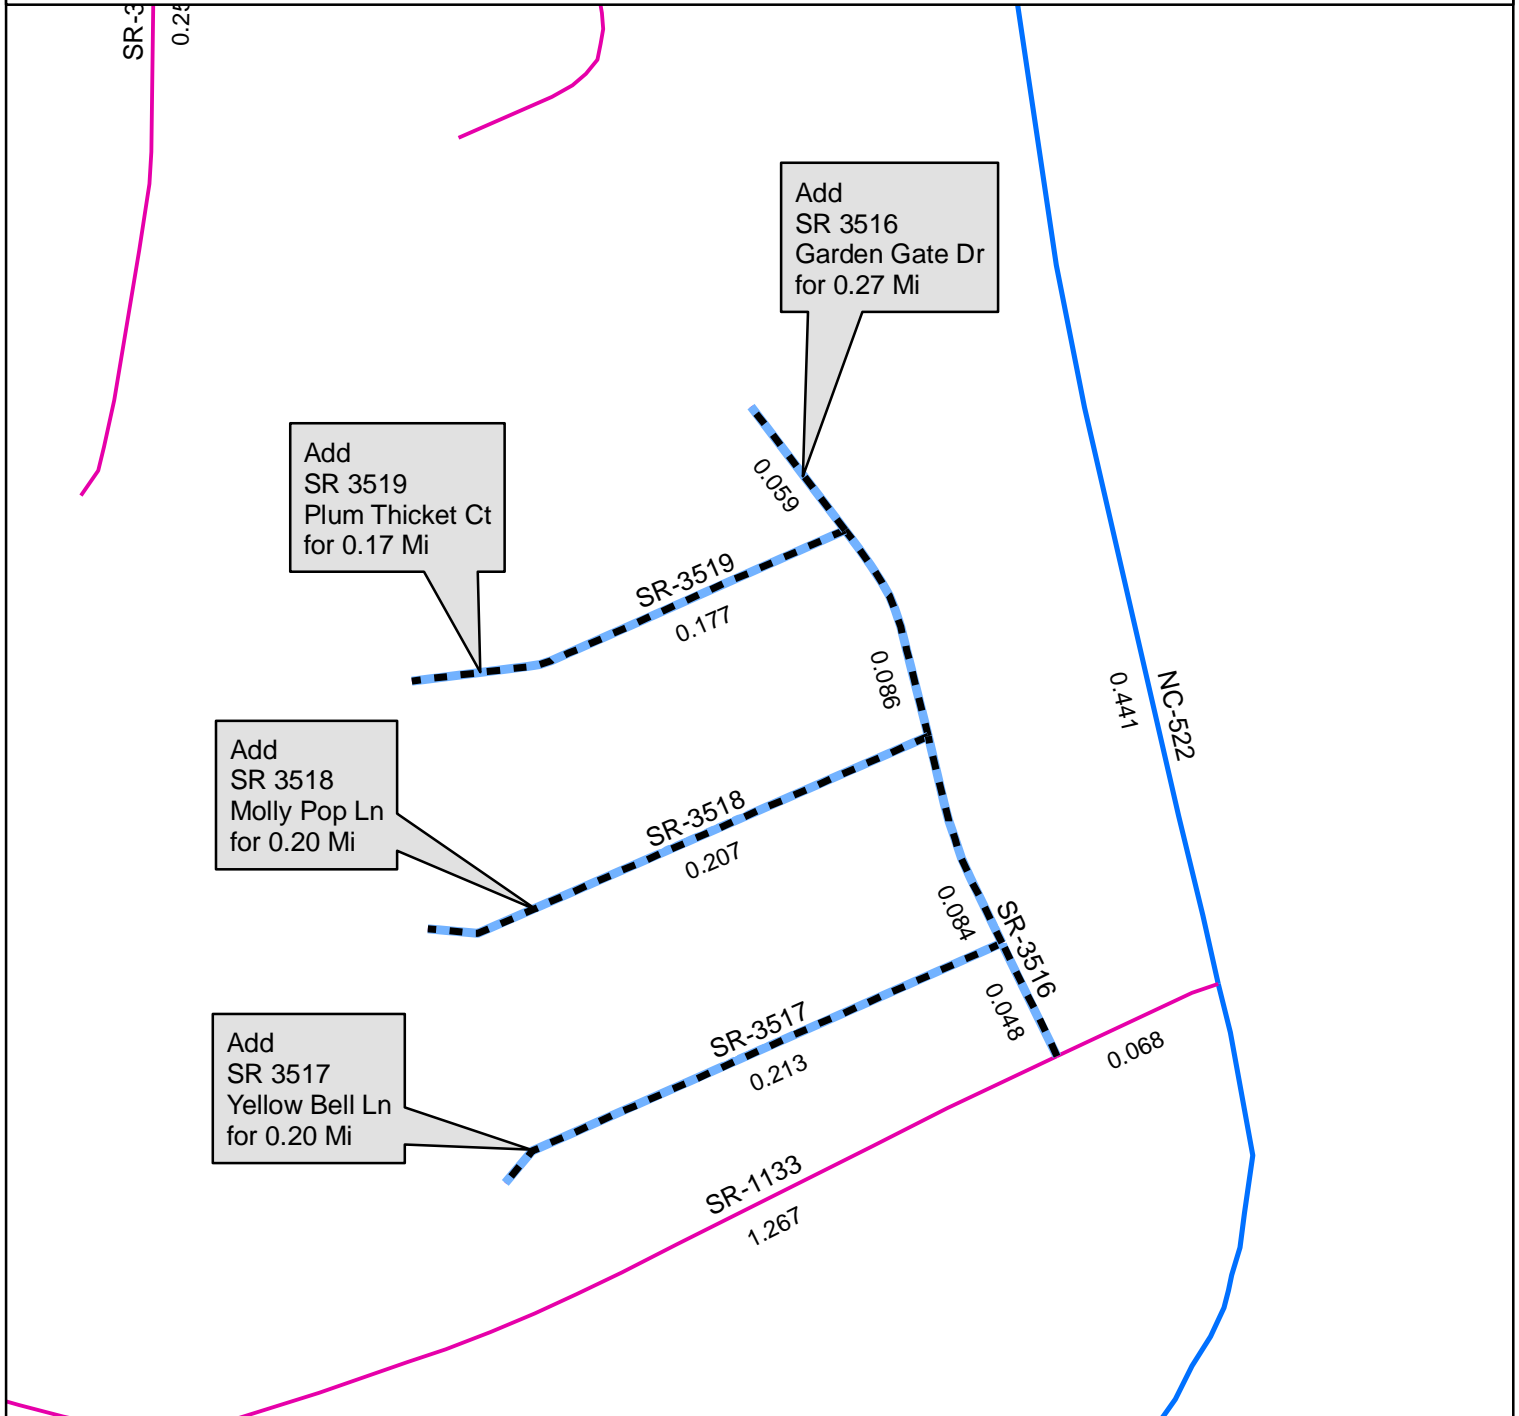 SR-3
0.25
Add
SR 3516
Garden Gate Dr
for 0.27 Mi
Add
SR 3519
Plum Thicket Ct
for 0.17 Mi
0.059
SR-3519
0.177
0.086
NC-522
0.441
Add
SR 3518
Molly Pop Ln
for 0.20 Mi
SR-3518
0.207
0.084
SR-3516
0.048
Add
SR 3517
Yellow Bell Ln
for 0.20 Mi
SR-3517
0.213
0.068
SR-1133
1.267